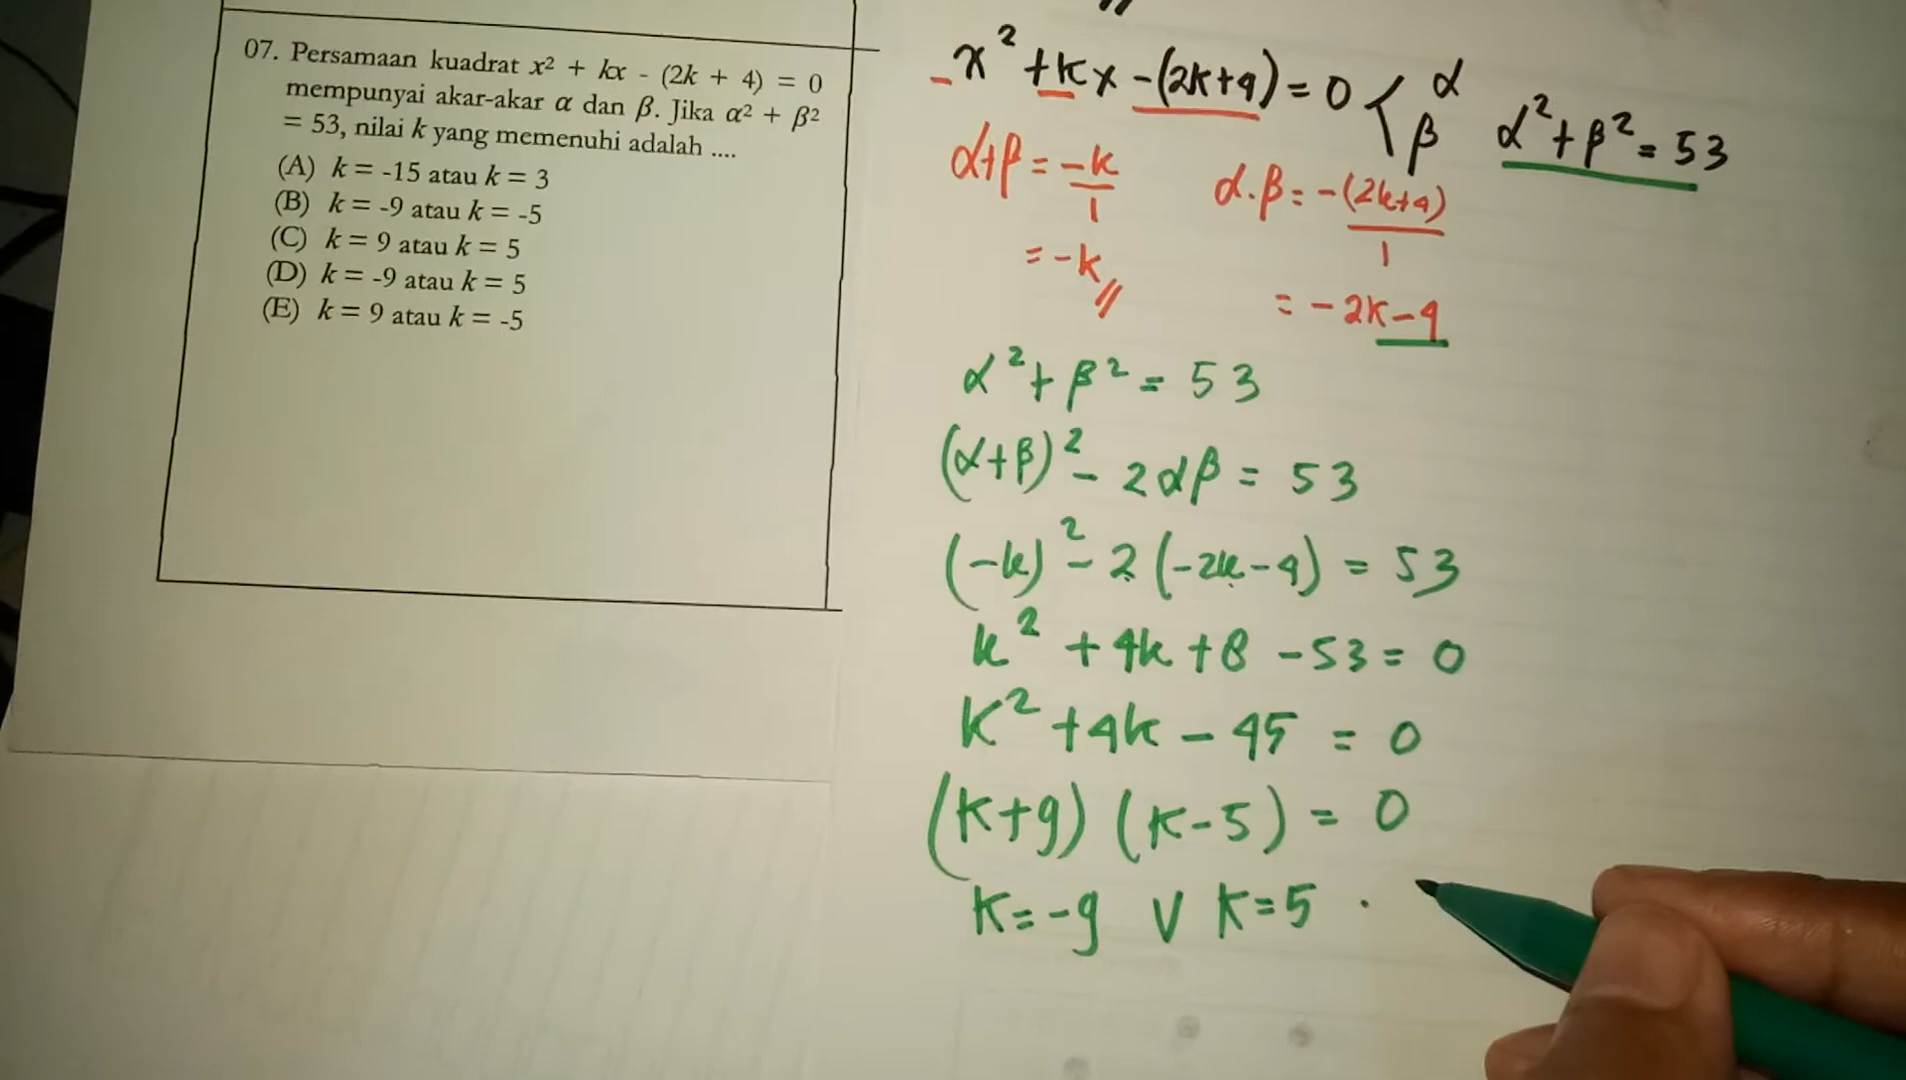 07. Persamaan kuadrat x² + kx - (2k + 4) = 0
mempunyai akar-akar α dan β. Jika α² + β²
= 53, nilai k yang memenuhi adalah ....
(A) k = -15 atau k = 3
(B) k = -9 atau k = -5
(C) k = 9 atau k = 5
(D) k = -9 atau k = 5
(E) k = 9 atau k = -5
x² + kx - (2k+4) = 0 < α β α² + β² = 53
α+β = -k/1 α.β = -(2k+4)/1
= -k // = -2k-4
α² + β² = 53
(α+β)² - 2αβ = 53
(-k)² - 2(-2k-4) = 53
k² + 4k + 8 - 53 = 0
k² + 4k - 45 = 0
(k+9) (k-5) = 0
k = -9 ∨ k = 5 .